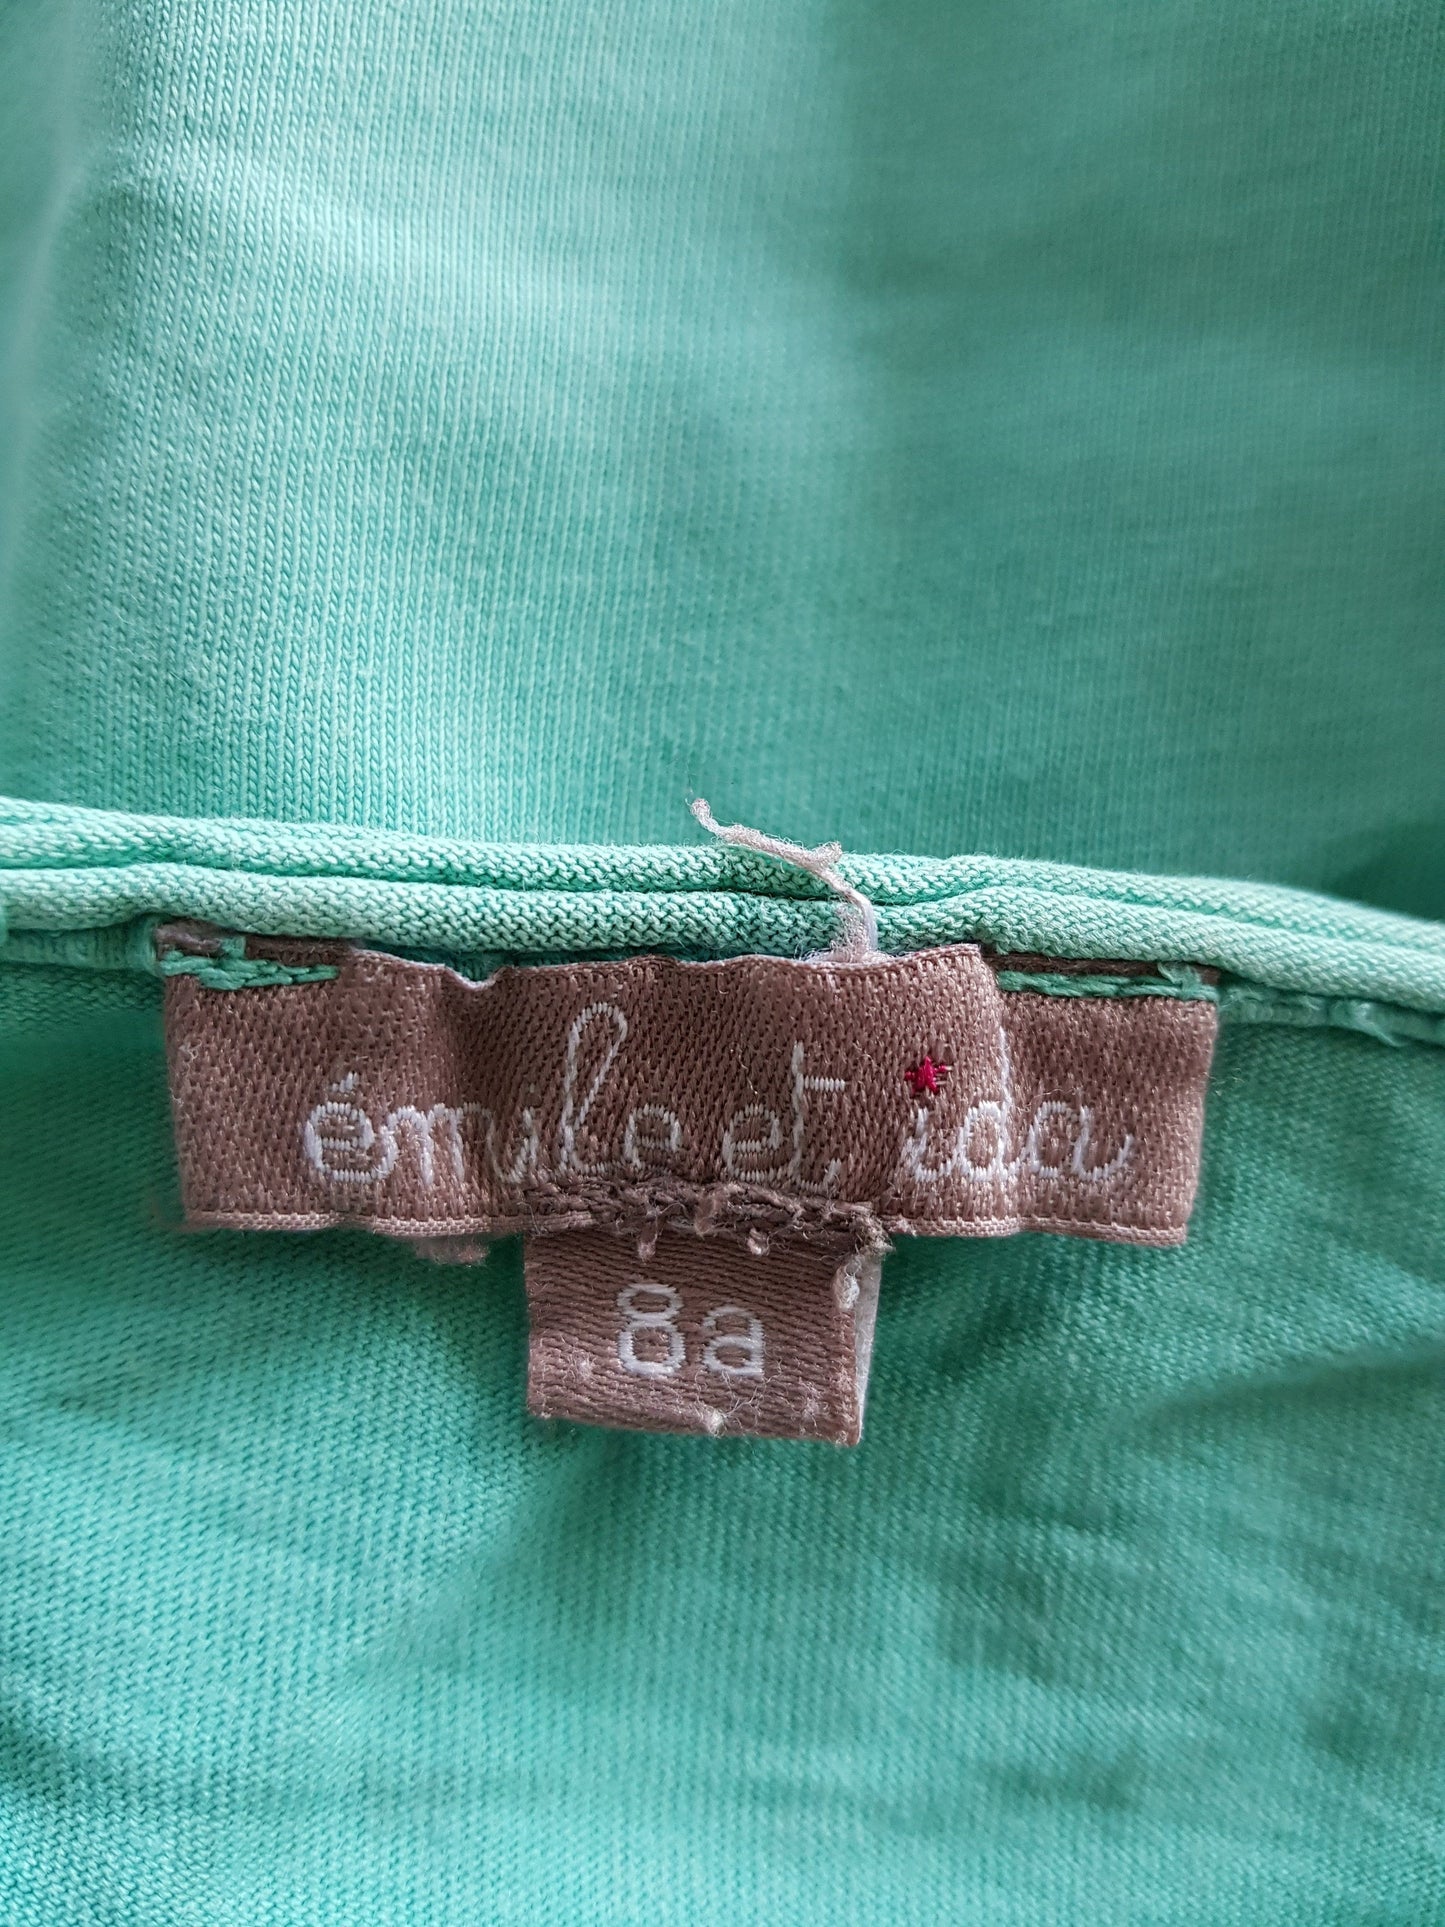 émile et ida
8a